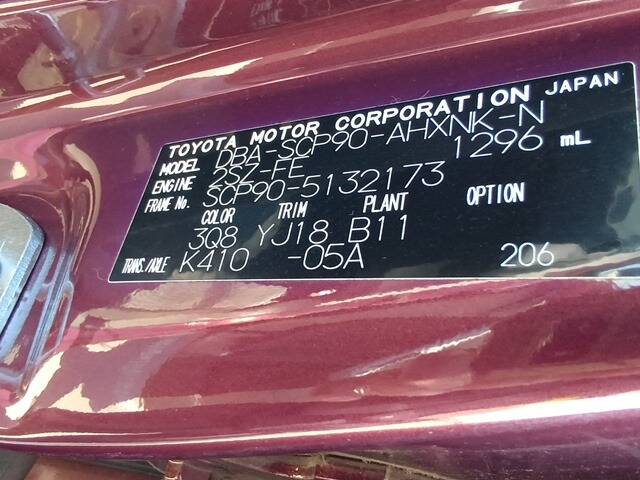 TOYOTA MOTOR CORPORATION JAPAN
MODEL DBA-SCP90-AHXNK-N
ENGINE 2SZ-FE 1296 mL
FRAME No. SCP90-5132173
COLOR TRIM PLANT OPTION
3Q8 YJ18 B11
TRANS./AXLE K410 -05A 206